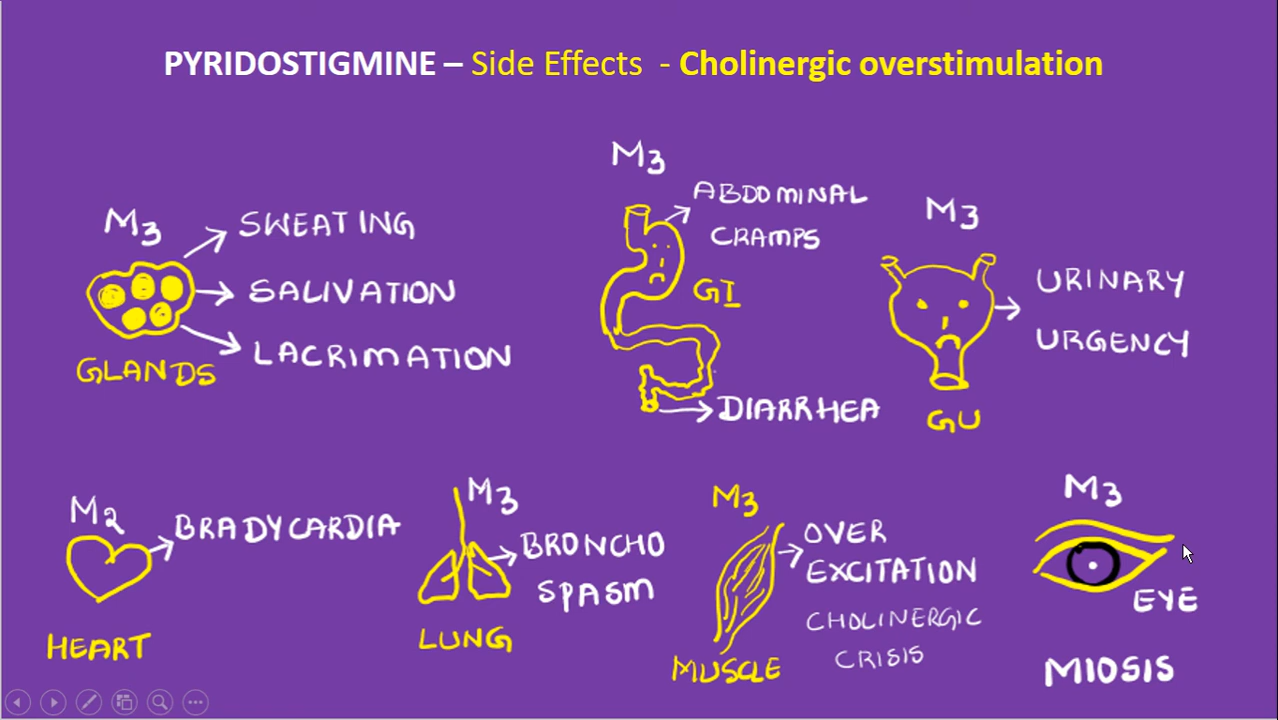 PYRIDOSTIGMINE – Side Effects - Cholinergic overstimulation
M3
SWEATING
SALIVATION
LACRIMATION
GLANDS
M3
ABDOMINAL
CRAMPS
GI
DIARRHEA
M3
URINARY
URGENCY
GU
M2
BRADYCARDIA
HEART
M3
BRONCHO
SPASM
LUNG
M3
OVER
EXCITATION
CHOLINERGIC
CRISIS
MUSCLE
M3
EYE
MIOSIS